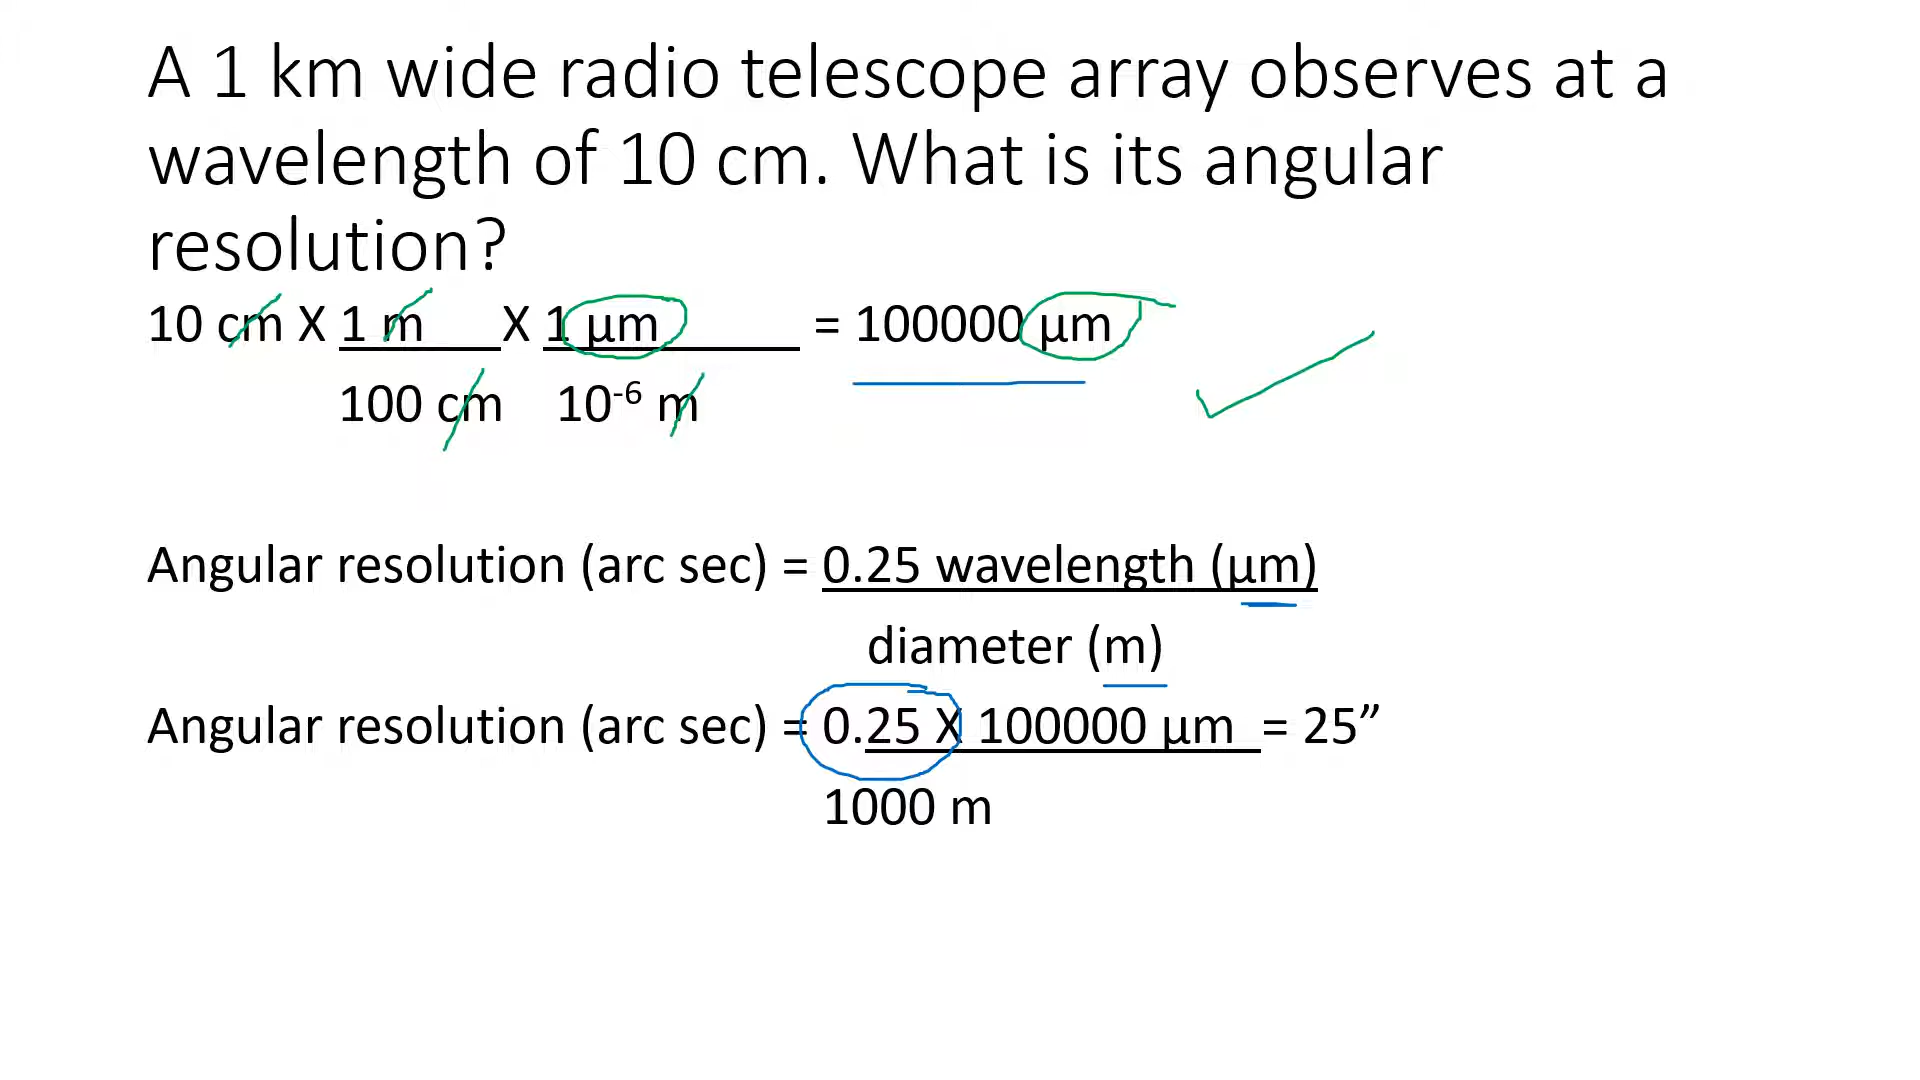 A 1 km wide radio telescope array observes at a
wavelength of 10 cm. What is its angular
resolution?
10 cm X 1 m X 1 µm = 100000 µm
100 cm 10⁻⁶ m
Angular resolution (arc sec) = 0.25 wavelength (µm)
diameter (m)
Angular resolution (arc sec) = 0.25 X 100000 µm = 25”
1000 m